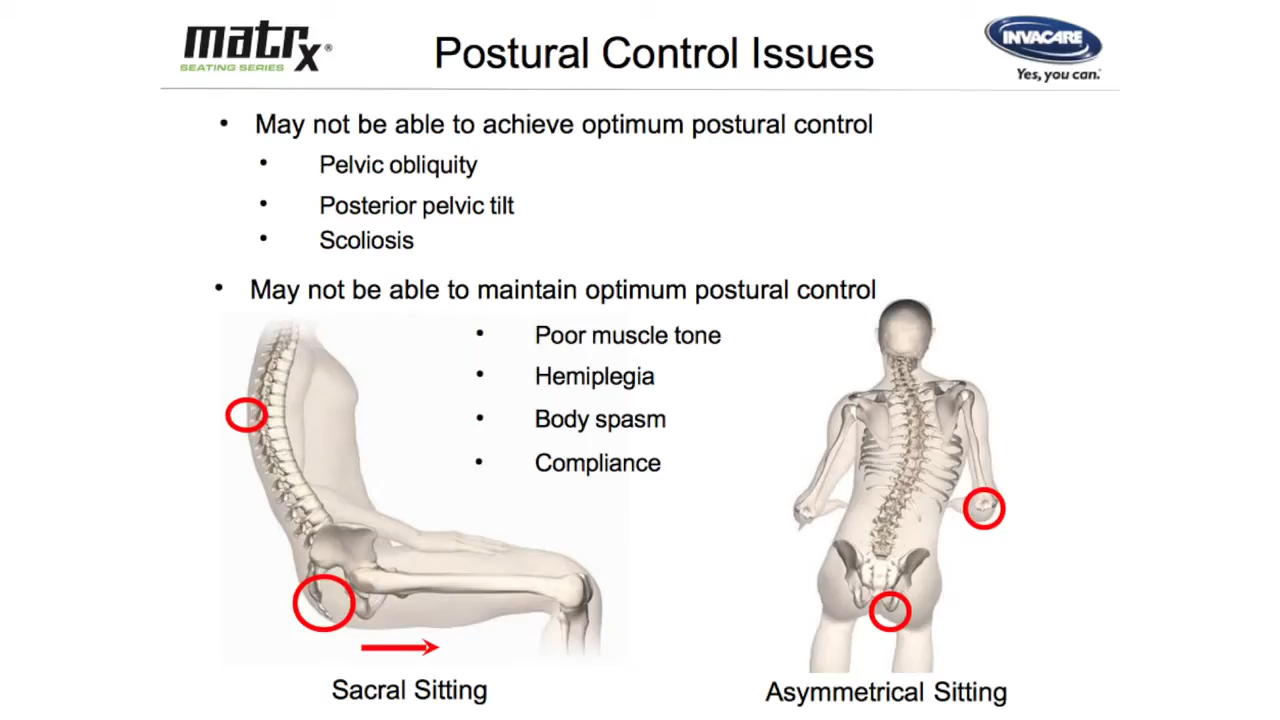 matrx®
SEATING SERIES
Postural Control Issues
INVACARE
Yes, you can.®
• May not be able to achieve optimum postural control
• Pelvic obliquity
• Posterior pelvic tilt
• Scoliosis
• May not be able to maintain optimum postural control
• Poor muscle tone
• Hemiplegia
• Body spasm
• Compliance
Sacral Sitting
Asymmetrical Sitting